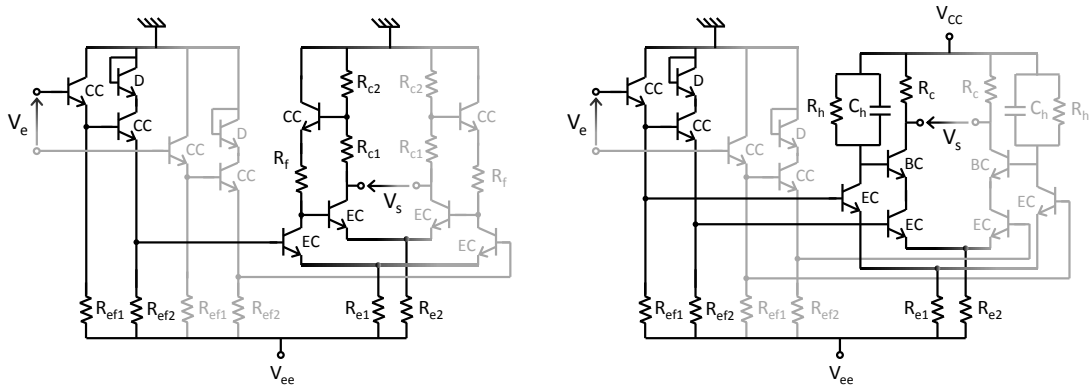 V_CC
CC
D
CC
V_e
CC
D
CC
CC
R_c2
R_c1
R_f
R_c2
CC
R_c1
R_f
V_s
EC
EC
EC
EC
R_ef1
R_ef2
R_ef1
R_ef2
R_e1
R_e2
V_ee
CC
D
CC
V_e
CC
D
CC
R_h
C_h
R_c
R_c
C_h
R_h
V_s
BC
BC
EC
EC
EC
EC
R_ef1
R_ef2
R_ef1
R_ef2
R_e1
R_e2
V_ee